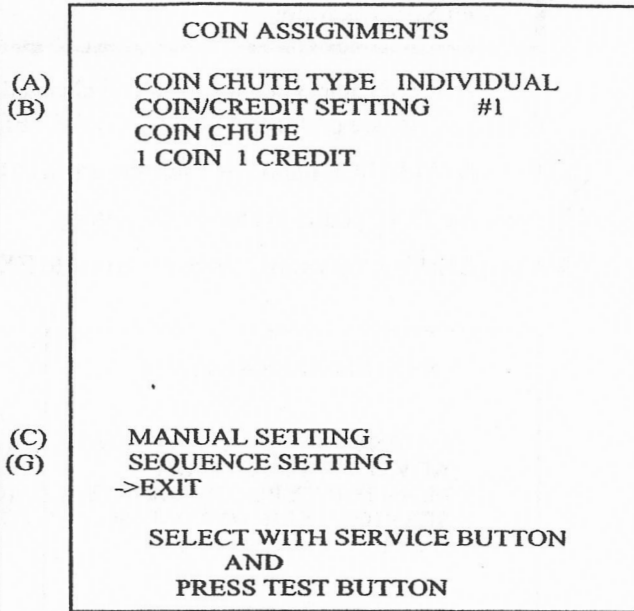 COIN ASSIGNMENTS
(A) COIN CHUTE TYPE INDIVIDUAL
(B) COIN/CREDIT SETTING #1
COIN CHUTE
1 COIN 1 CREDIT
(C) MANUAL SETTING
(G) SEQUENCE SETTING
->EXIT
SELECT WITH SERVICE BUTTON
AND
PRESS TEST BUTTON